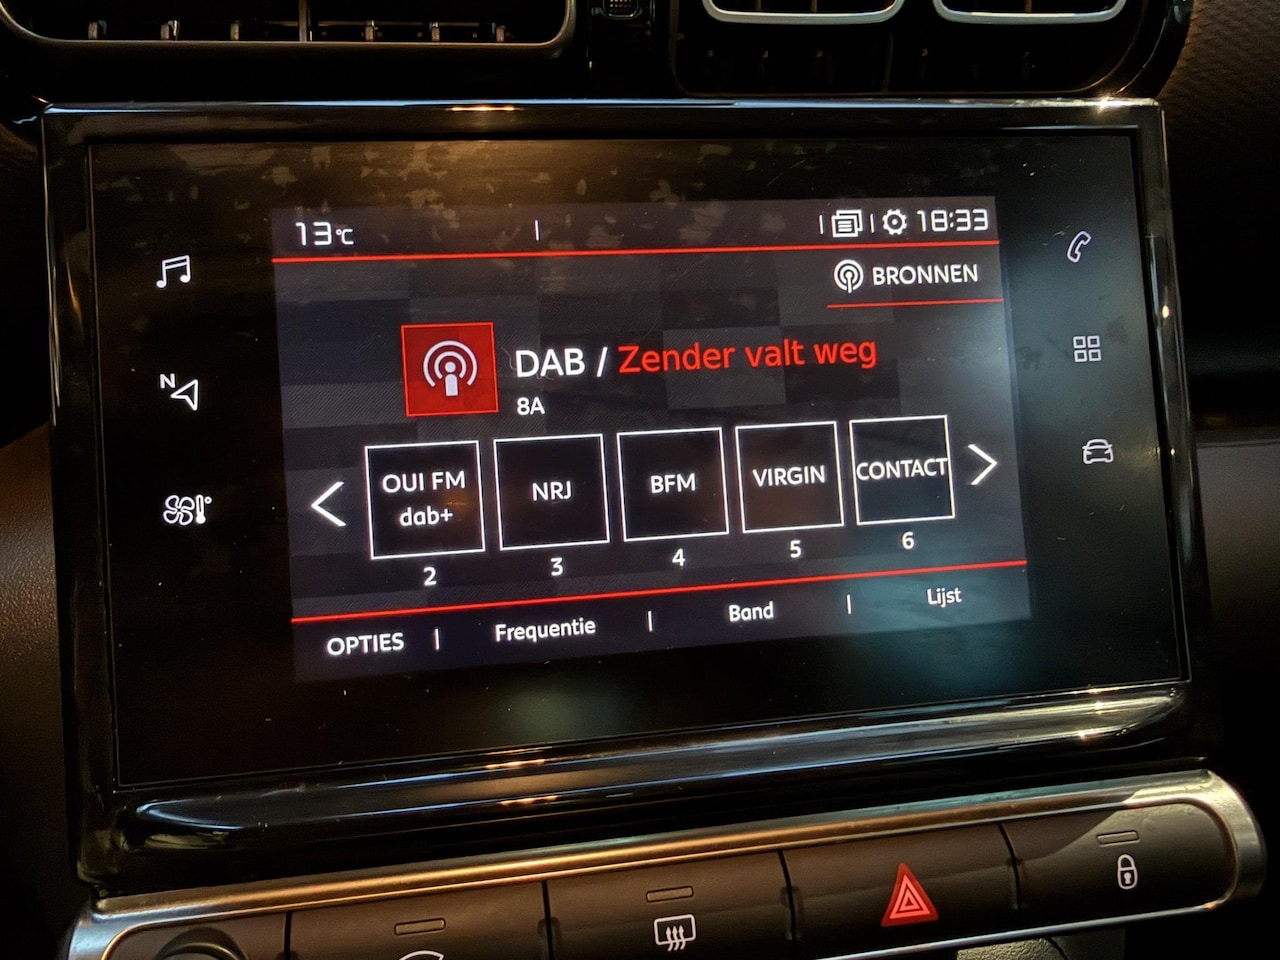 13°C
18:33
BRONNEN
DAB / Zender valt weg
8A
OUI FM
dab+
NRJ
BFM
VIRGIN
CONTACT
2
3
4
5
6
OPTIES
Frequentie
Band
Lijst
N